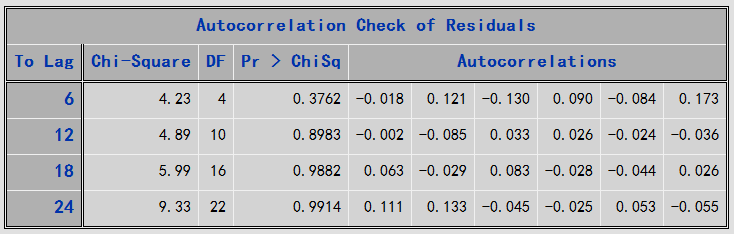 Autocorrelation Check of Residuals
To Lag Chi-Square DF Pr > ChiSq Autocorrelations
6 4.23 4 0.3762 -0.018 0.121 -0.130 0.090 -0.084 0.173
12 4.89 10 0.8983 -0.002 -0.085 0.033 0.026 -0.024 -0.036
18 5.99 16 0.9882 0.063 -0.029 0.083 -0.028 -0.044 0.026
24 9.33 22 0.9914 0.111 0.133 -0.045 -0.025 0.053 -0.055